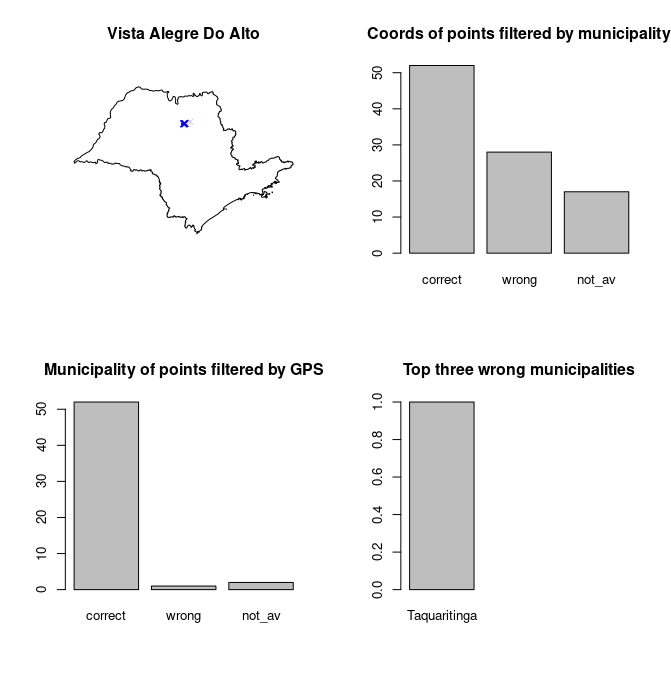 Vista Alegre Do Alto
Coords of points filtered by municipality
50
40
30
20
10
0
correct wrong not_av
Municipality of points filtered by GPS
50
40
30
20
10
0
correct wrong not_av
Top three wrong municipalities
1.0
0.8
0.6
0.4
0.2
0.0
Taquaritinga